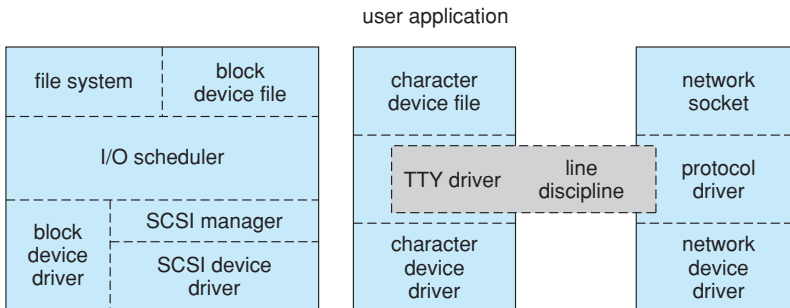 user application
file system
block
device file
I/O scheduler
block
device
driver
SCSI manager
SCSI device
driver
character
device file
TTY driver
line
discipline
character
device
driver
network
socket
protocol
driver
network
device
driver